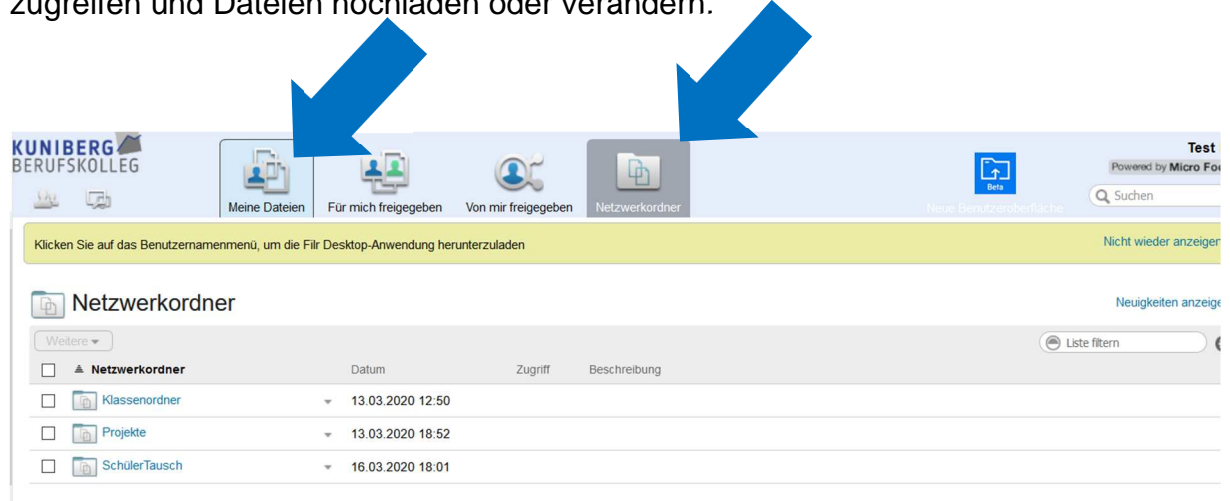 zugreifen und Dateien hochladen oder verändern.
KUNIBERG
BERUFSKOLLEG
Meine Dateien
Für mich freigegeben
Von mir freigegeben
Netzwerkordner
Beta
Neue Benutzeroberfläche
Test
Powered by Micro Foc
Suchen
Klicken Sie auf das Benutzernamenmenü, um die Filr Desktop-Anwendung herunterzuladen
Nicht wieder anzeigen
Netzwerkordner
Neuigkeiten anzeige
Weitere
Liste filtern
Netzwerkordner Datum Zugriff Beschreibung
Klassenordner 13.03.2020 12:50
Projekte 13.03.2020 18:52
SchülerTausch 16.03.2020 18:01